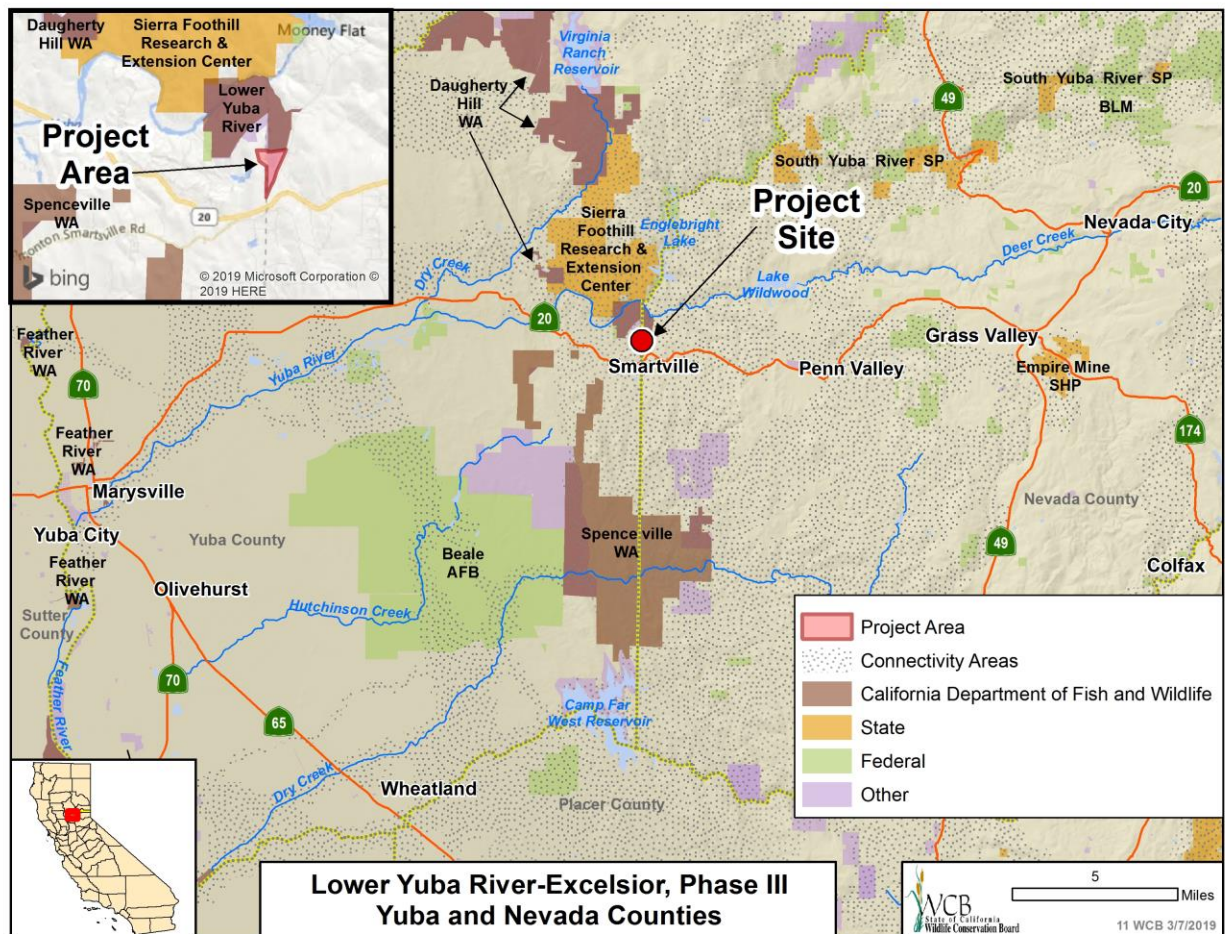 Daugherty
Hill WA
Sierra Foothill
Research &
Extension Center
Mooney Flat
Lower
Yuba
River
Project
Area
Spenceville
WA
20
Smartsville Rd
bing
© 2019 Microsoft Corporation ©
2019 HERE
Virginia
Ranch
Reservoir
Daugherty
Hill
WA
49
South Yuba River SP
BLM
South Yuba River SP
20
Nevada City
Project
Site
Sierra
Foothill
Research &
Extension
Center
Englebright
Lake
Deer Creek
Lake
Wildwood
Dry Creek
20
Smartville
Penn Valley
Grass Valley
Empire Mine
SHP
174
Feather
River
WA
70
Yuba River
Feather
River
WA
Marysville
Yuba City
Yuba County
Beale
AFB
Spenceville
WA
Nevada County
49
Colfax
Feather
River
WA
Olivehurst
Hutchinson Creek
Sutter
County
Feather River
70
65
Camp Far
West Reservoir
Dry Creek
Wheatland
Placer County
Project Area
Connectivity Areas
California Department of Fish and Wildlife
State
Federal
Other
Lower Yuba River-Excelsior, Phase III
Yuba and Nevada Counties
WCB
State of California
Wildlife Conservation Board
5
Miles
11 WCB 3/7/2019